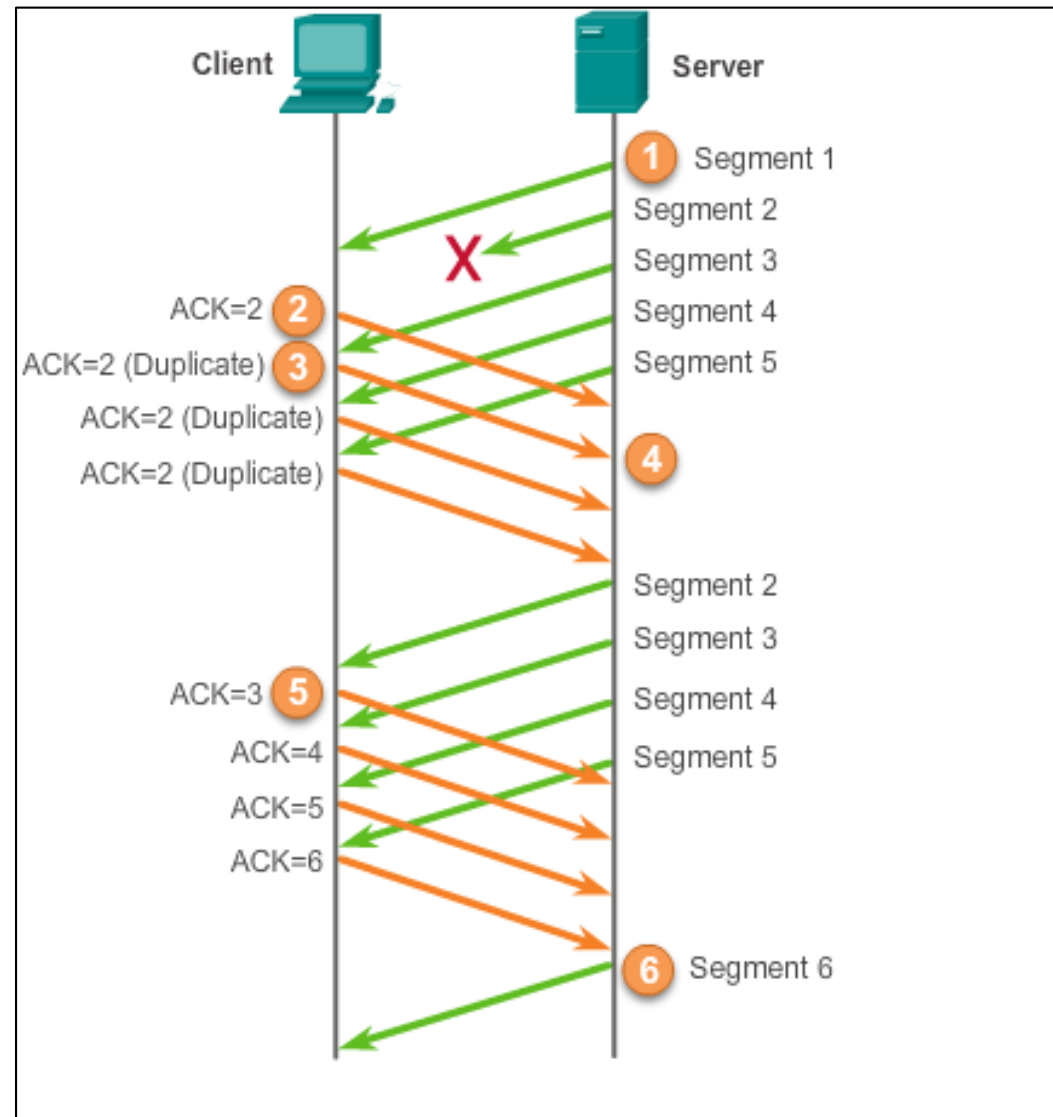 Client
Server
1 Segment 1
Segment 2
X
Segment 3
ACK=2 2
Segment 4
ACK=2 (Duplicate) 3
Segment 5
ACK=2 (Duplicate)
4
ACK=2 (Duplicate)
Segment 2
Segment 3
ACK=3 5
Segment 4
ACK=4
Segment 5
ACK=5
ACK=6
6 Segment 6